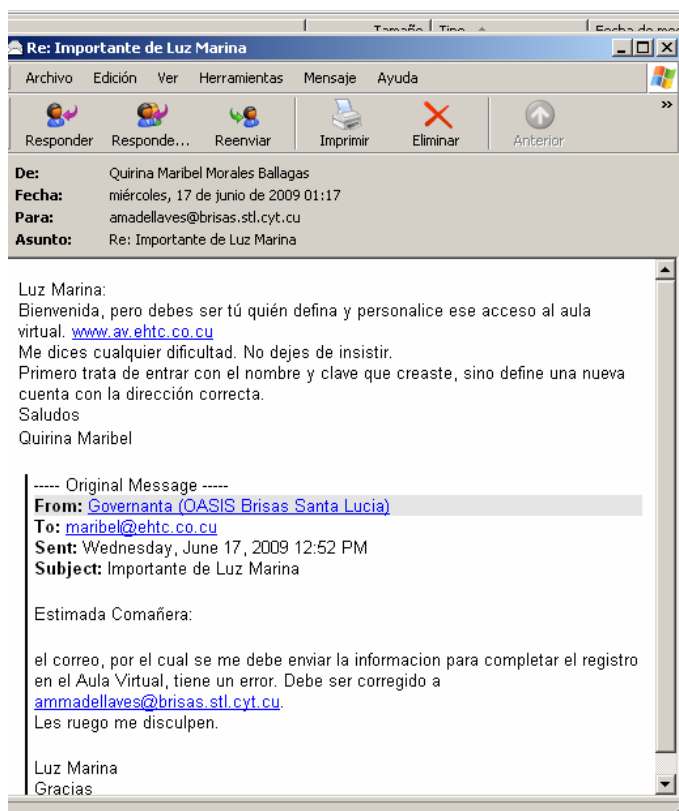 Tamaño Tipo Fecha de mod
Re: Importante de Luz Marina
Archivo Edición Ver Herramientas Mensaje Ayuda
»
Responder Responde... Reenviar Imprimir Eliminar Anterior
De: Quirina Maribel Morales Ballagas
Fecha: miércoles, 17 de junio de 2009 01:17
Para: amadellaves@brisas.stl.cyt.cu
Asunto: Re: Importante de Luz Marina
Luz Marina:
Bienvenida, pero debes ser tú quién defina y personalice ese acceso al aula
virtual. www.av.ehtc.co.cu
Me dices cualquier dificultad. No dejes de insistir.
Primero trata de entrar con el nombre y clave que creaste, sino define una nueva
cuenta con la dirección correcta.
Saludos
Quirina Maribel
----- Original Message -----
From: Governanta (OASIS Brisas Santa Lucia)
To: maribel@ehtc.co.cu
Sent: Wednesday, June 17, 2009 12:52 PM
Subject: Importante de Luz Marina
Estimada Comañera:
el correo, por el cual se me debe enviar la informacion para completar el registro
en el Aula Virtual, tiene un error. Debe ser corregido a
ammadellaves@brisas.stl.cyt.cu.
Les ruego me disculpen.
Luz Marina
Gracias